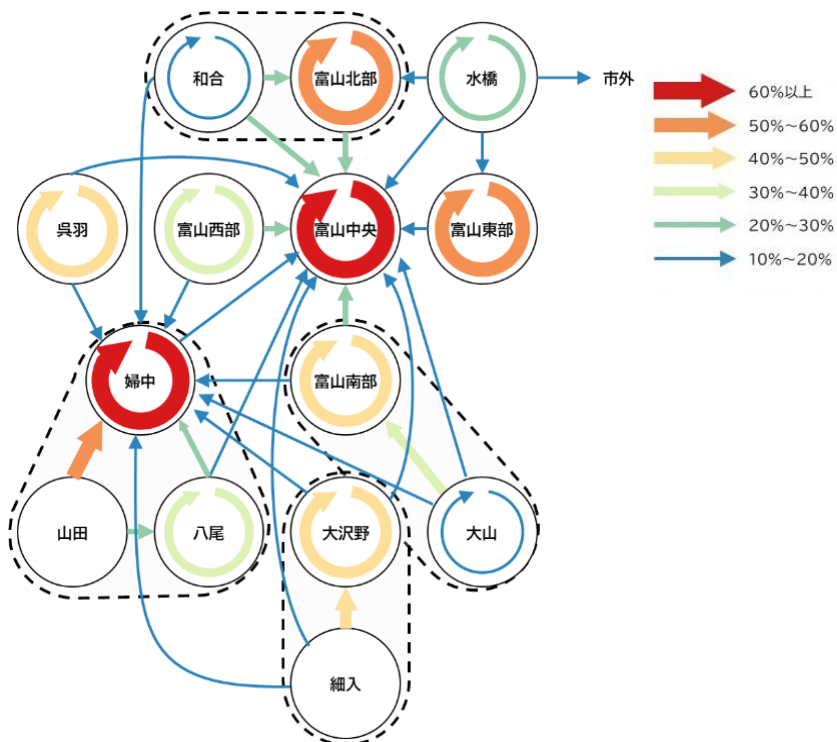 和合
富山北部
水橋
市外
呉羽
富山西部
富山中央
富山東部
婦中
富山南部
山田
八尾
大沢野
大山
細入
60%以上
50%~60%
40%~50%
30%~40%
20%~30%
10%~20%